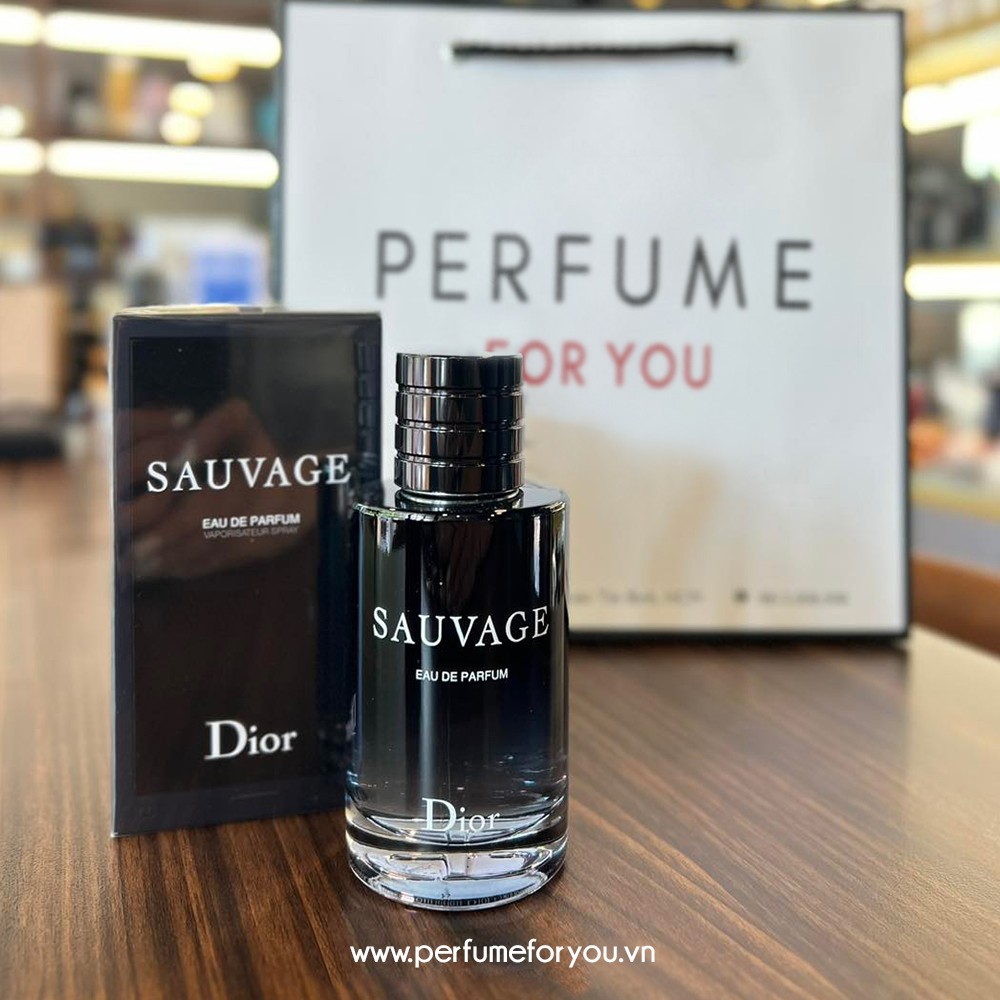 PERFUME
FOR YOU
SAUVAGE
EAU DE PARFUM
VAPORISATEUR SPRAY
Dior
SAUVAGE
EAU DE PARFUM
Dior
www.perfumeforyou.vn